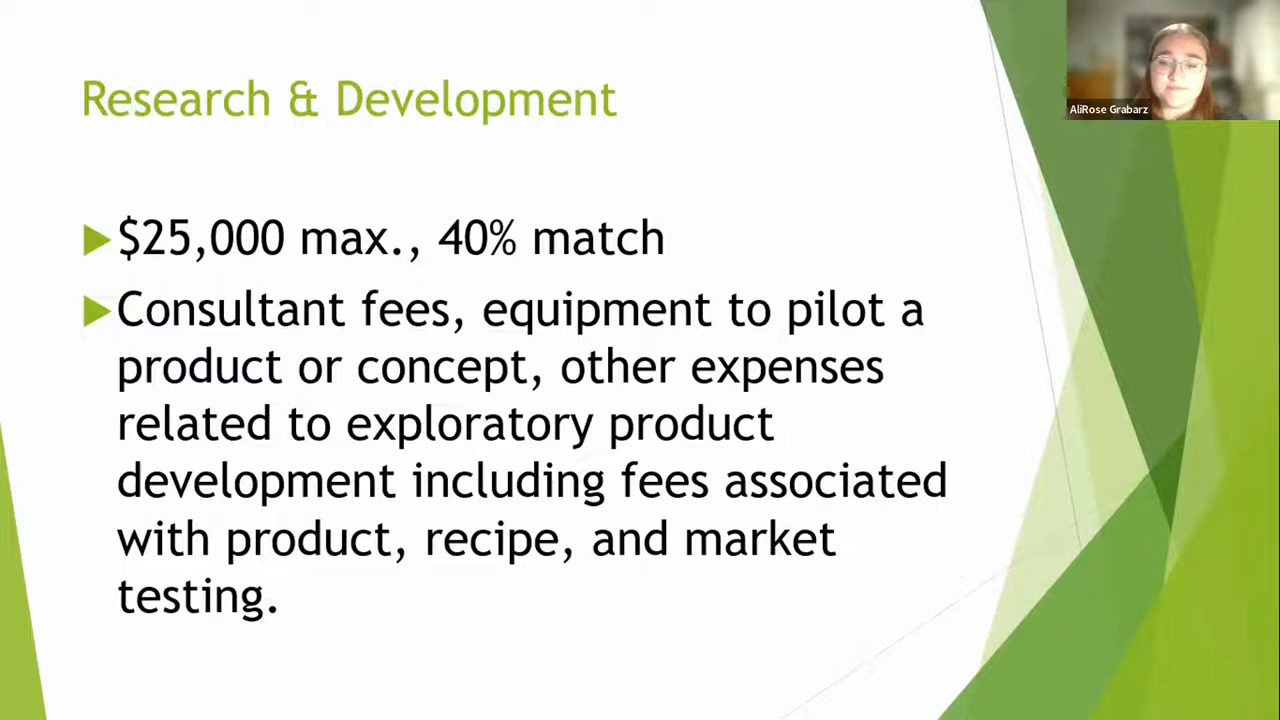 Research & Development
AliRose Grabarz
$25,000 max., 40% match
Consultant fees, equipment to pilot a
product or concept, other expenses
related to exploratory product
development including fees associated
with product, recipe, and market
testing.